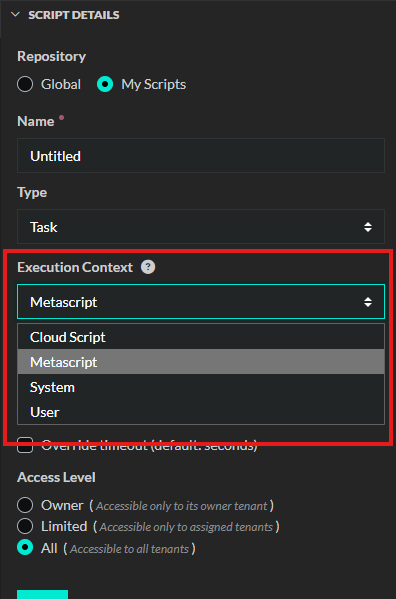 SCRIPT DETAILS
Repository
Global My Scripts
Name *
Untitled
Type
Task
Execution Context ?
Metascript
Cloud Script
Metascript
System
User
Override timeout (default: seconds)
Access Level
Owner ( Accessible only to its owner tenant )
Limited ( Accessible only to assigned tenants )
All ( Accessible to all tenants )